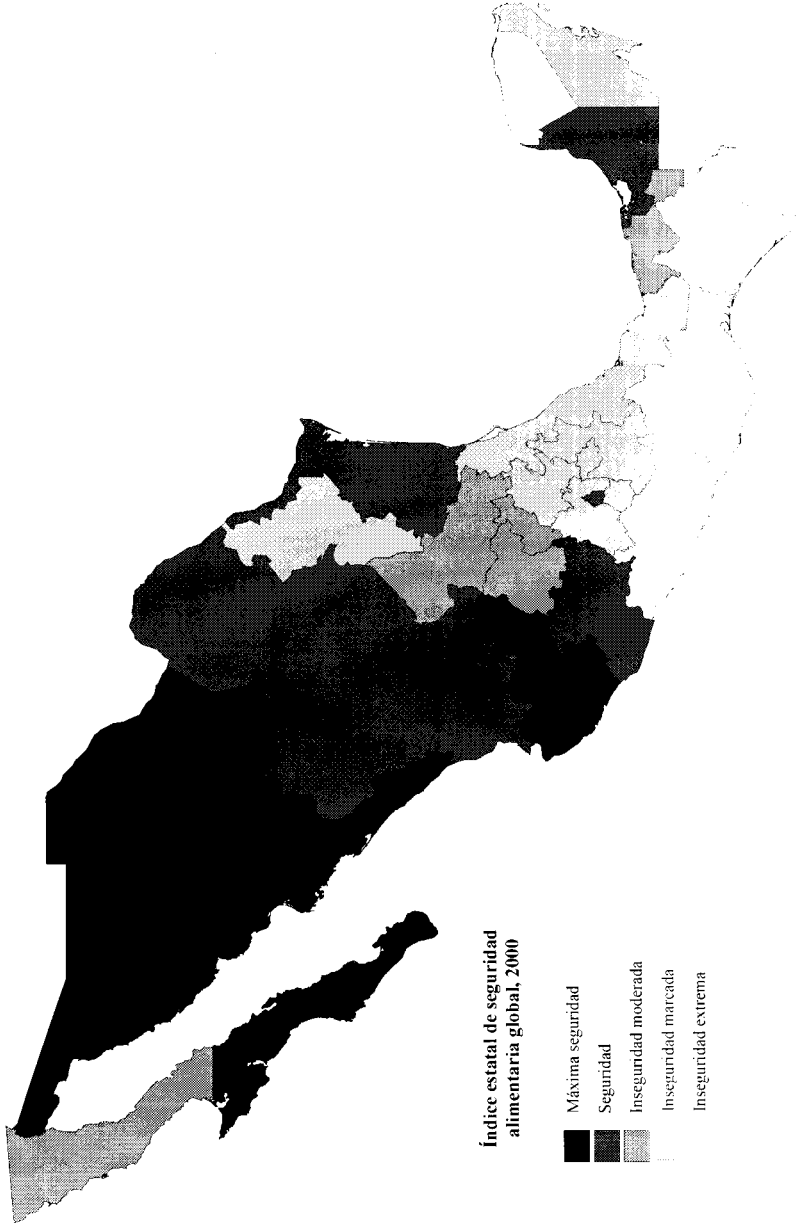 Índice estatal de seguridad
alimentaria global, 2000
Máxima seguridad
Seguridad
Inseguridad moderada
Inseguridad marcada
Inseguridad extrema